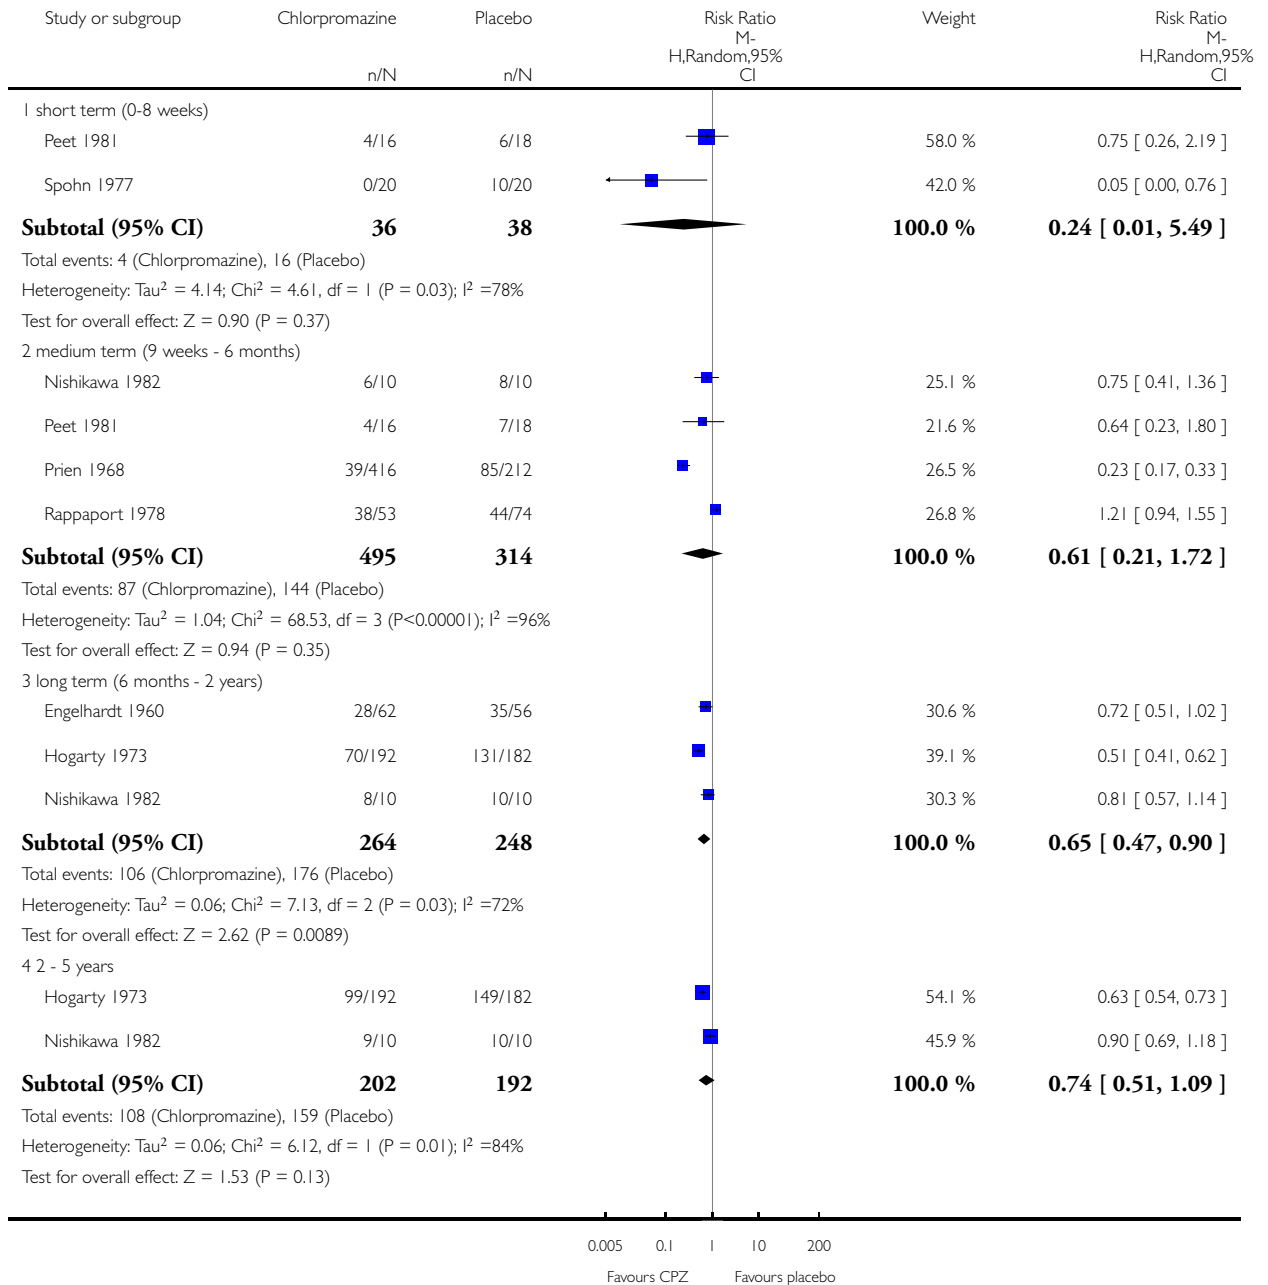 Study or subgroup Chlorpromazine Placebo Risk Ratio Weight Risk Ratio
M- M-
H,Random,95% H,Random,95%
n/N n/N CI CI
1 short term (0-8 weeks)
Peet 1981 4/16 6/18 58.0 % 0.75 [ 0.26, 2.19 ]
Spohn 1977 0/20 10/20 42.0 % 0.05 [ 0.00, 0.76 ]
Subtotal (95% CI) 36 38 100.0 % 0.24 [ 0.01, 5.49 ]
Total events: 4 (Chlorpromazine), 16 (Placebo)
Heterogeneity: Tau² = 4.14; Chi² = 4.61, df = 1 (P = 0.03); I² =78%
Test for overall effect: Z = 0.90 (P = 0.37)
2 medium term (9 weeks - 6 months)
Nishikawa 1982 6/10 8/10 25.1 % 0.75 [ 0.41, 1.36 ]
Peet 1981 4/16 7/18 21.6 % 0.64 [ 0.23, 1.80 ]
Prien 1968 39/416 85/212 26.5 % 0.23 [ 0.17, 0.33 ]
Rappaport 1978 38/53 44/74 26.8 % 1.21 [ 0.94, 1.55 ]
Subtotal (95% CI) 495 314 100.0 % 0.61 [ 0.21, 1.72 ]
Total events: 87 (Chlorpromazine), 144 (Placebo)
Heterogeneity: Tau² = 1.04; Chi² = 68.53, df = 3 (P<0.00001); I² =96%
Test for overall effect: Z = 0.94 (P = 0.35)
3 long term (6 months - 2 years)
Engelhardt 1960 28/62 35/56 30.6 % 0.72 [ 0.51, 1.02 ]
Hogarty 1973 70/192 131/182 39.1 % 0.51 [ 0.41, 0.62 ]
Nishikawa 1982 8/10 10/10 30.3 % 0.81 [ 0.57, 1.14 ]
Subtotal (95% CI) 264 248 100.0 % 0.65 [ 0.47, 0.90 ]
Total events: 106 (Chlorpromazine), 176 (Placebo)
Heterogeneity: Tau² = 0.06; Chi² = 7.13, df = 2 (P = 0.03); I² =72%
Test for overall effect: Z = 2.62 (P = 0.0089)
4 2 - 5 years
Hogarty 1973 99/192 149/182 54.1 % 0.63 [ 0.54, 0.73 ]
Nishikawa 1982 9/10 10/10 45.9 % 0.90 [ 0.69, 1.18 ]
Subtotal (95% CI) 202 192 100.0 % 0.74 [ 0.51, 1.09 ]
Total events: 108 (Chlorpromazine), 159 (Placebo)
Heterogeneity: Tau² = 0.06; Chi² = 6.12, df = 1 (P = 0.01); I² =84%
Test for overall effect: Z = 1.53 (P = 0.13)
0.005 0.1 1 10 200
Favours CPZ Favours placebo